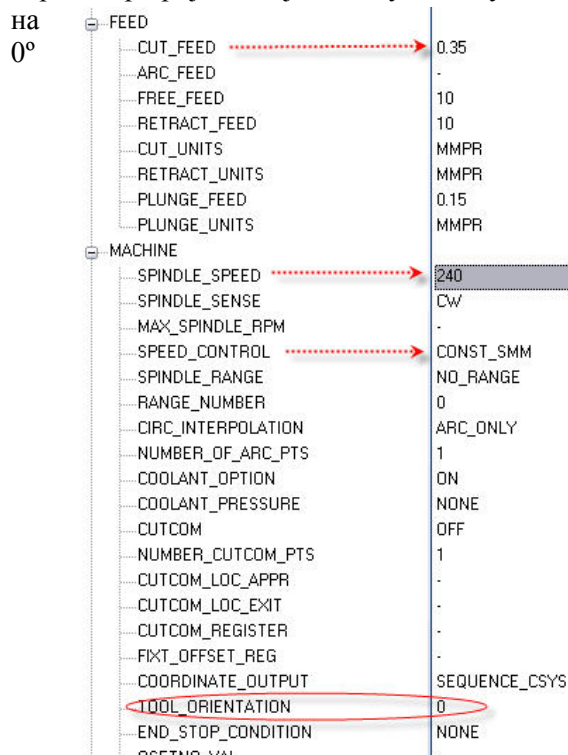 на
0º
FEED
CUT_FEED 0.35
ARC_FEED -
FREE_FEED 10
RETRACT_FEED 10
CUT_UNITS MMPR
RETRACT_UNITS MMPR
PLUNGE_FEED 0.15
PLUNGE_UNITS MMPR
MACHINE
SPINDLE_SPEED 240
SPINDLE_SENSE CW
MAX_SPINDLE_RPM -
SPEED_CONTROL CONST_SMM
SPINDLE_RANGE NO_RANGE
RANGE_NUMBER 0
CIRC_INTERPOLATION ARC_ONLY
NUMBER_OF_ARC_PTS 1
COOLANT_OPTION ON
COOLANT_PRESSURE NONE
CUTCOM OFF
NUMBER_CUTCOM_PTS 1
CUTCOM_LOC_APPR -
CUTCOM_LOC_EXIT -
CUTCOM_REGISTER -
FIXT_OFFSET_REG -
COORDINATE_OUTPUT SEQUENCE_CSYS
TOOL_ORIENTATION 0
END_STOP_CONDITION NONE